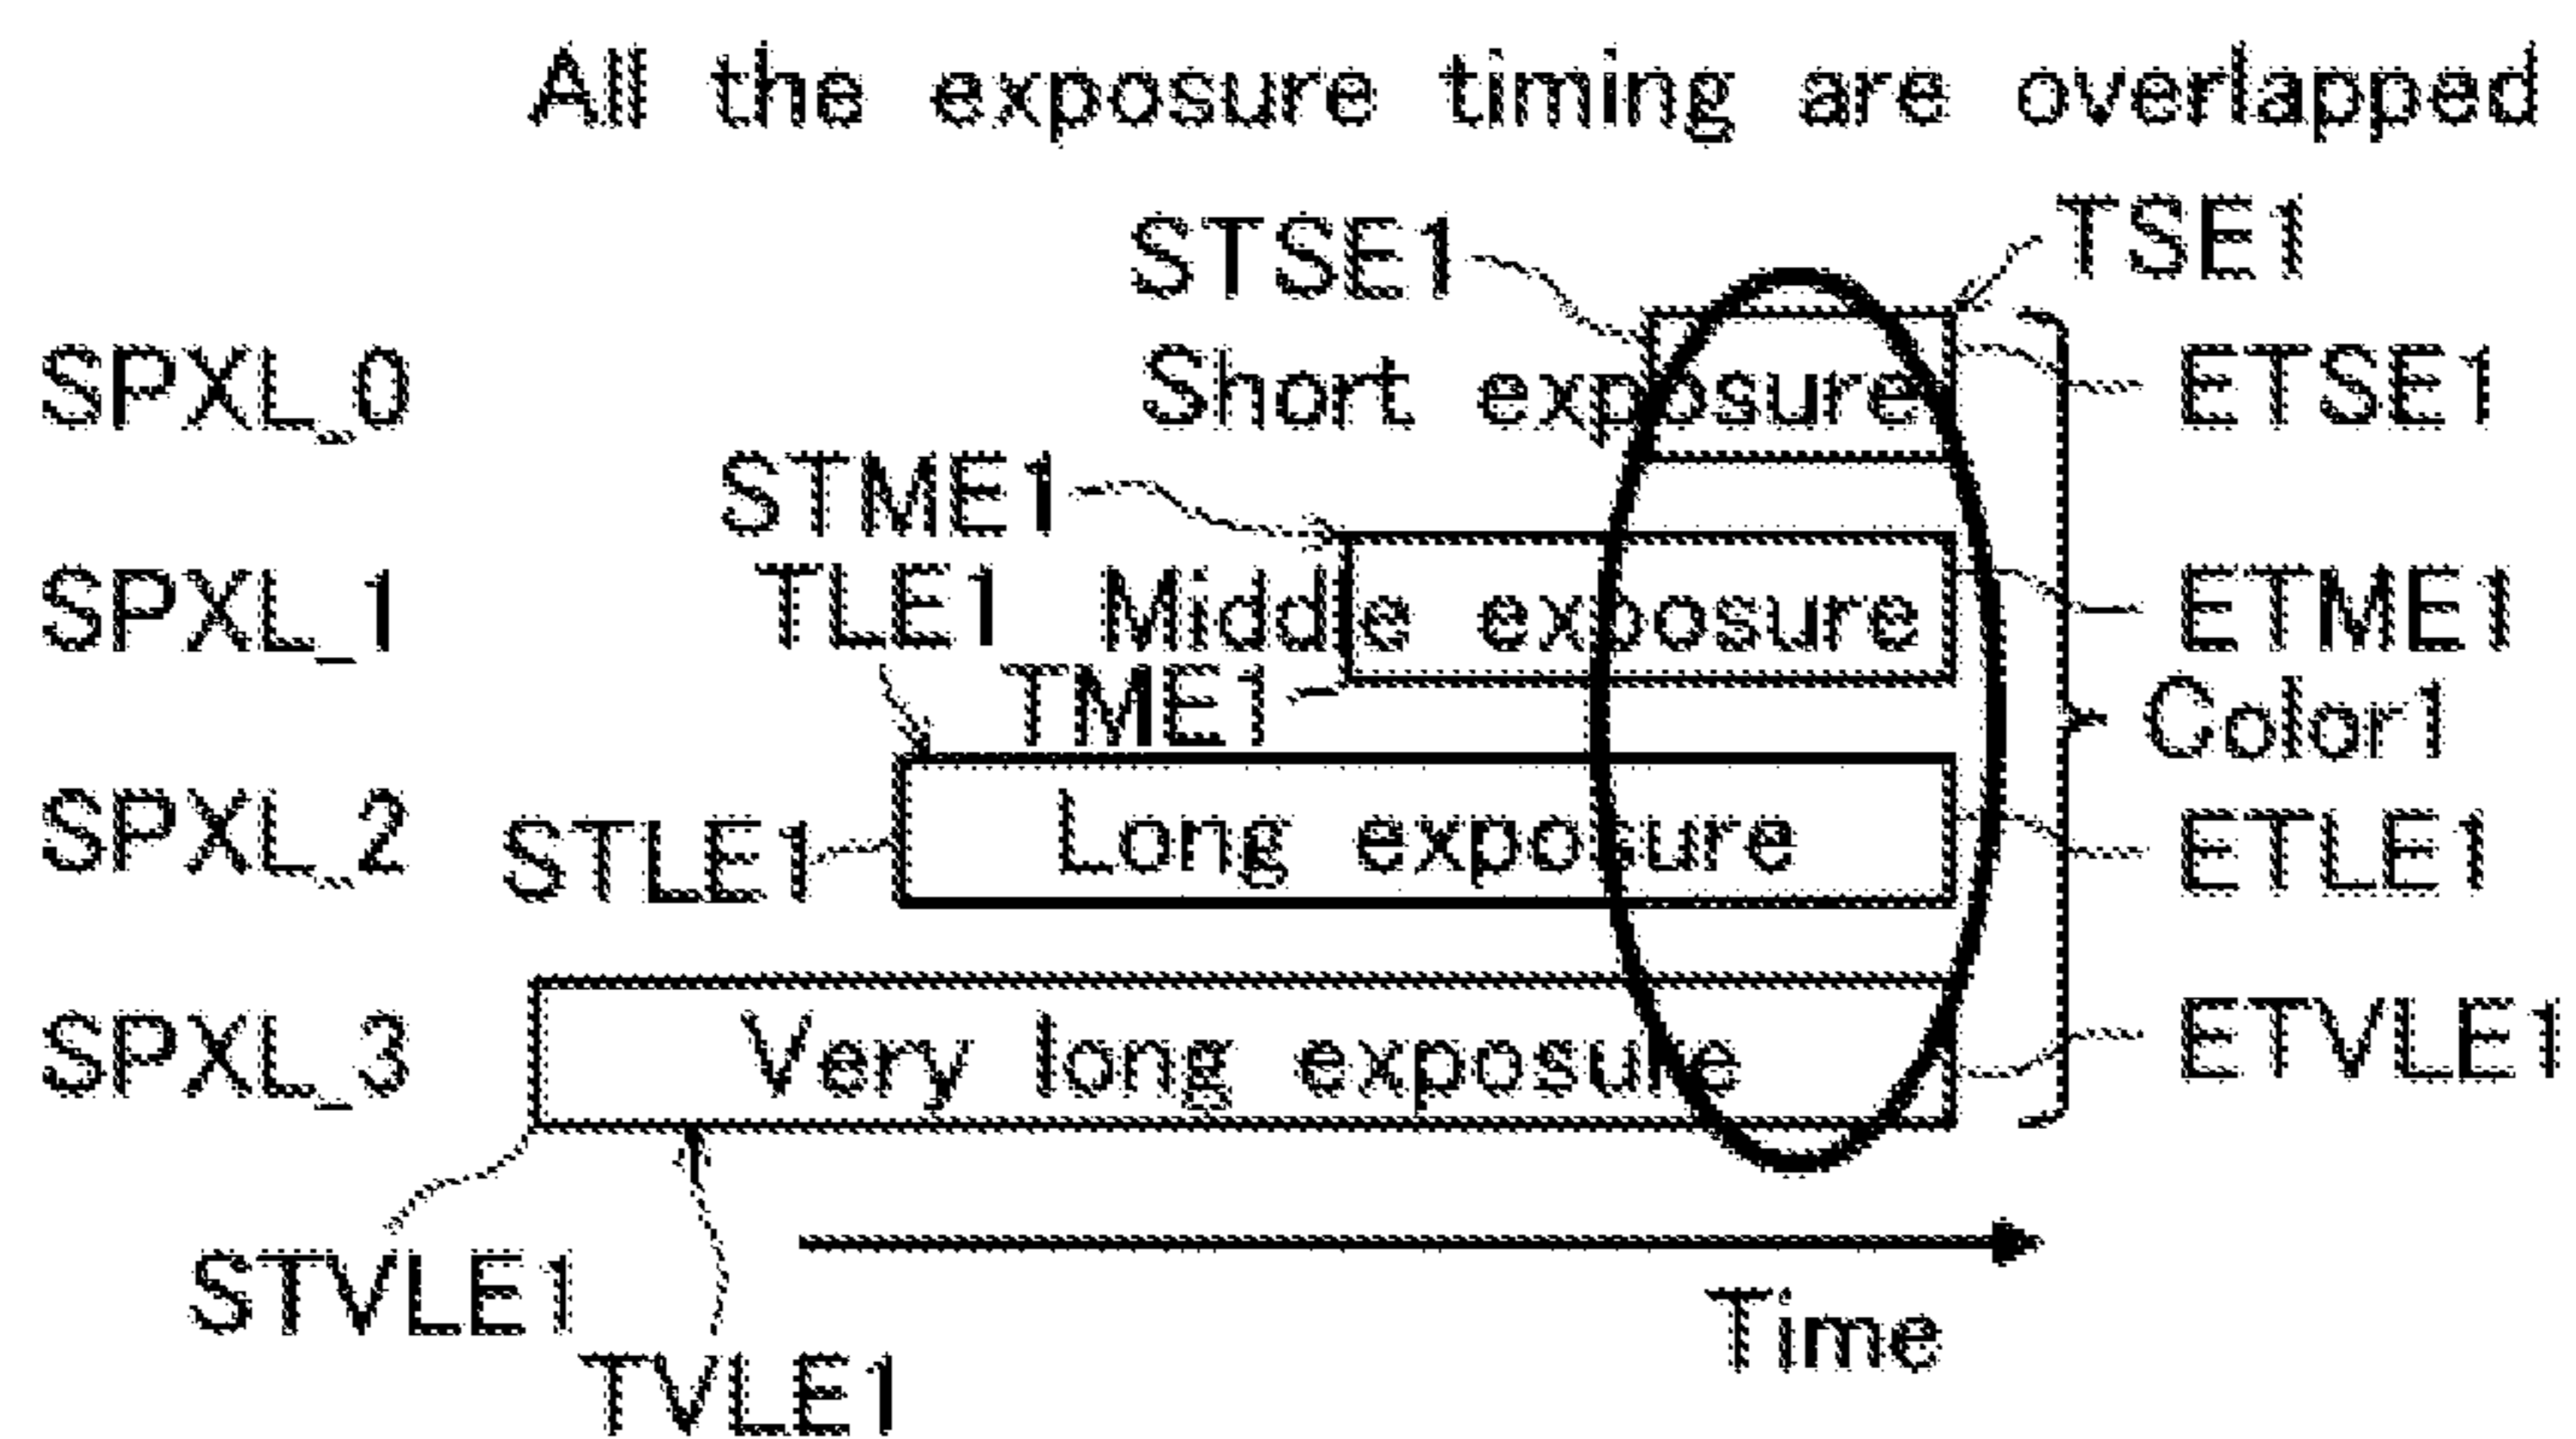 All the exposure timing are overlapped
STSE1
TSE1
SPXL_0
Short exposure
ETSE1
STME1
SPXL_1
TLE1
Middle exposure
ETME1
TME1
Color1
SPXL_2
STLE1
Long exposure
ETLE1
SPXL_3
Very long exposure
ETVLE1
STVLE1
Time
TVLE1